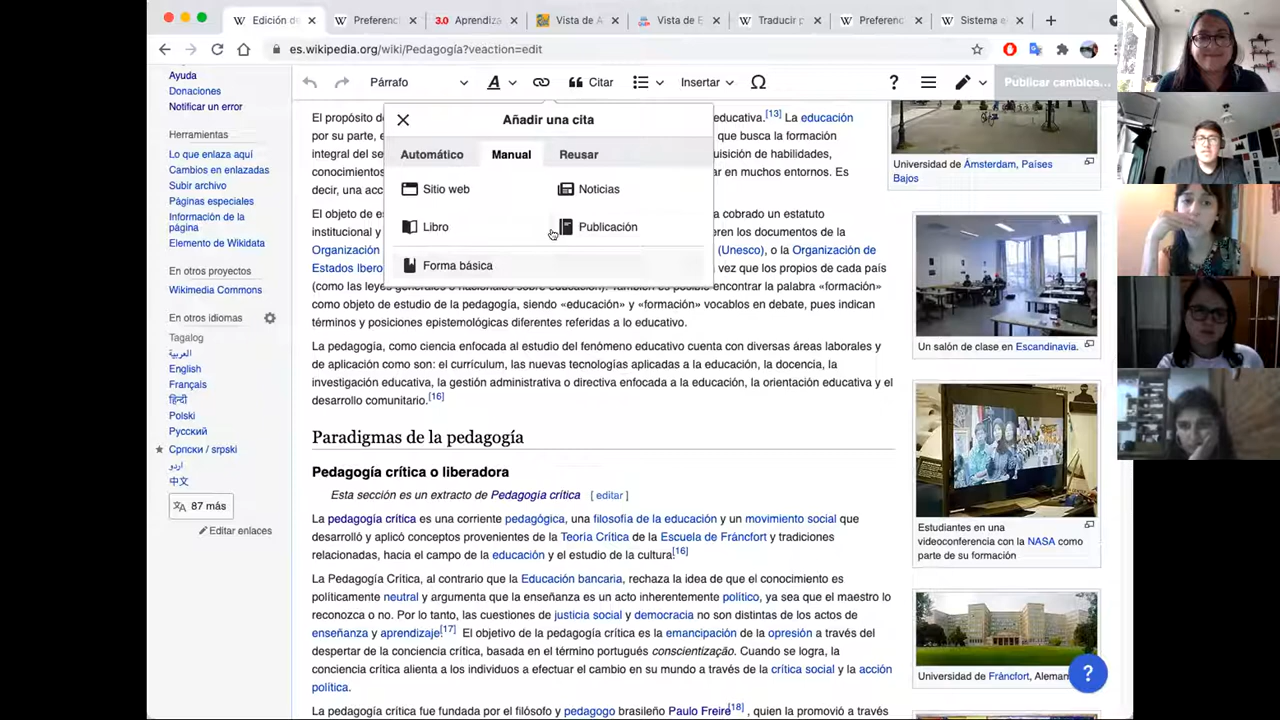 Edición de
Preferenc
3.0 Aprendiza
Vista de A
Vista de E
Traducir p
Preferenc
Sistema e
es.wikipedia.org/wiki/Pedagogía?veaction=edit
Párrafo
A
Citar
Insertar
Ω
?
Publicar cambios...
Ayuda
Donaciones
Notificar un error
Herramientas
Lo que enlaza aquí
Cambios en enlazadas
Subir archivo
Páginas especiales
Información de la
página
Elemento de Wikidata
En otros proyectos
Wikimedia Commons
En otros idiomas
Tagalog
العربية
English
Français
हिन्दी
Polski
Русский
Српски / srpski
اردو
中文
87 más
Editar enlaces
Añadir una cita
Automático
Manual
Reusar
Sitio web
Noticias
Libro
Publicación
Forma básica
El propósito d
educativa.[13] La educación
por su parte, e
que busca la formación
integral del se
uisición de habilidades,
conocimientos
ar en muchos entornos. Es
decir, una acc
El objeto de es
a cobrado un estatuto
institucional y
eren los documentos de la
Organización
(Unesco), o la Organización de
Estados Ibero
vez que los propios de cada país
(como las leyes generales o nacionales sobre educación). También es posible encontrar la palabra «formación»
como objeto de estudio de la pedagogía, siendo «educación» y «formación» vocablos en debate, pues indican
términos y posiciones epistemológicas diferentes referidas a lo educativo.
La pedagogía, como ciencia enfocada al estudio del fenómeno educativo cuenta con diversas áreas laborales y
de aplicación como son: el currículum, las nuevas tecnologías aplicadas a la educación, la docencia, la
investigación educativa, la gestión administrativa o directiva enfocada a la educación, la orientación educativa y el
desarrollo comunitario.[16]
Paradigmas de la pedagogía
Pedagogía crítica o liberadora
Esta sección es un extracto de Pedagogía crítica [ editar ]
La pedagogía crítica es una corriente pedagógica, una filosofía de la educación y un movimiento social que
desarrolló y aplicó conceptos provenientes de la Teoría Crítica de la Escuela de Fráncfort y tradiciones
relacionadas, hacia el campo de la educación y el estudio de la cultura.[16]
La Pedagogía Crítica, al contrario que la Educación bancaria, rechaza la idea de que el conocimiento es
políticamente neutral y argumenta que la enseñanza es un acto inherentemente político, ya sea que el maestro lo
reconozca o no. Por lo tanto, las cuestiones de justicia social y democracia no son distintas de los actos de
enseñanza y aprendizaje.[17] El objetivo de la pedagogía crítica es la emancipación de la opresión a través del
despertar de la conciencia crítica, basada en el término portugués conscientização. Cuando se logra, la
conciencia crítica alienta a los individuos a efectuar el cambio en su mundo a través de la crítica social y la acción
política.
La pedagogía crítica fue fundada por el filósofo y pedagogo brasileño Paulo Freire[18] , quien la promovió a través
Universidad de Ámsterdam, Países
Bajos
Un salón de clase en Escandinavia.
Estudiantes en una
videoconferencia con la NASA como
parte de su formación
Universidad de Fráncfort, Aleman
?